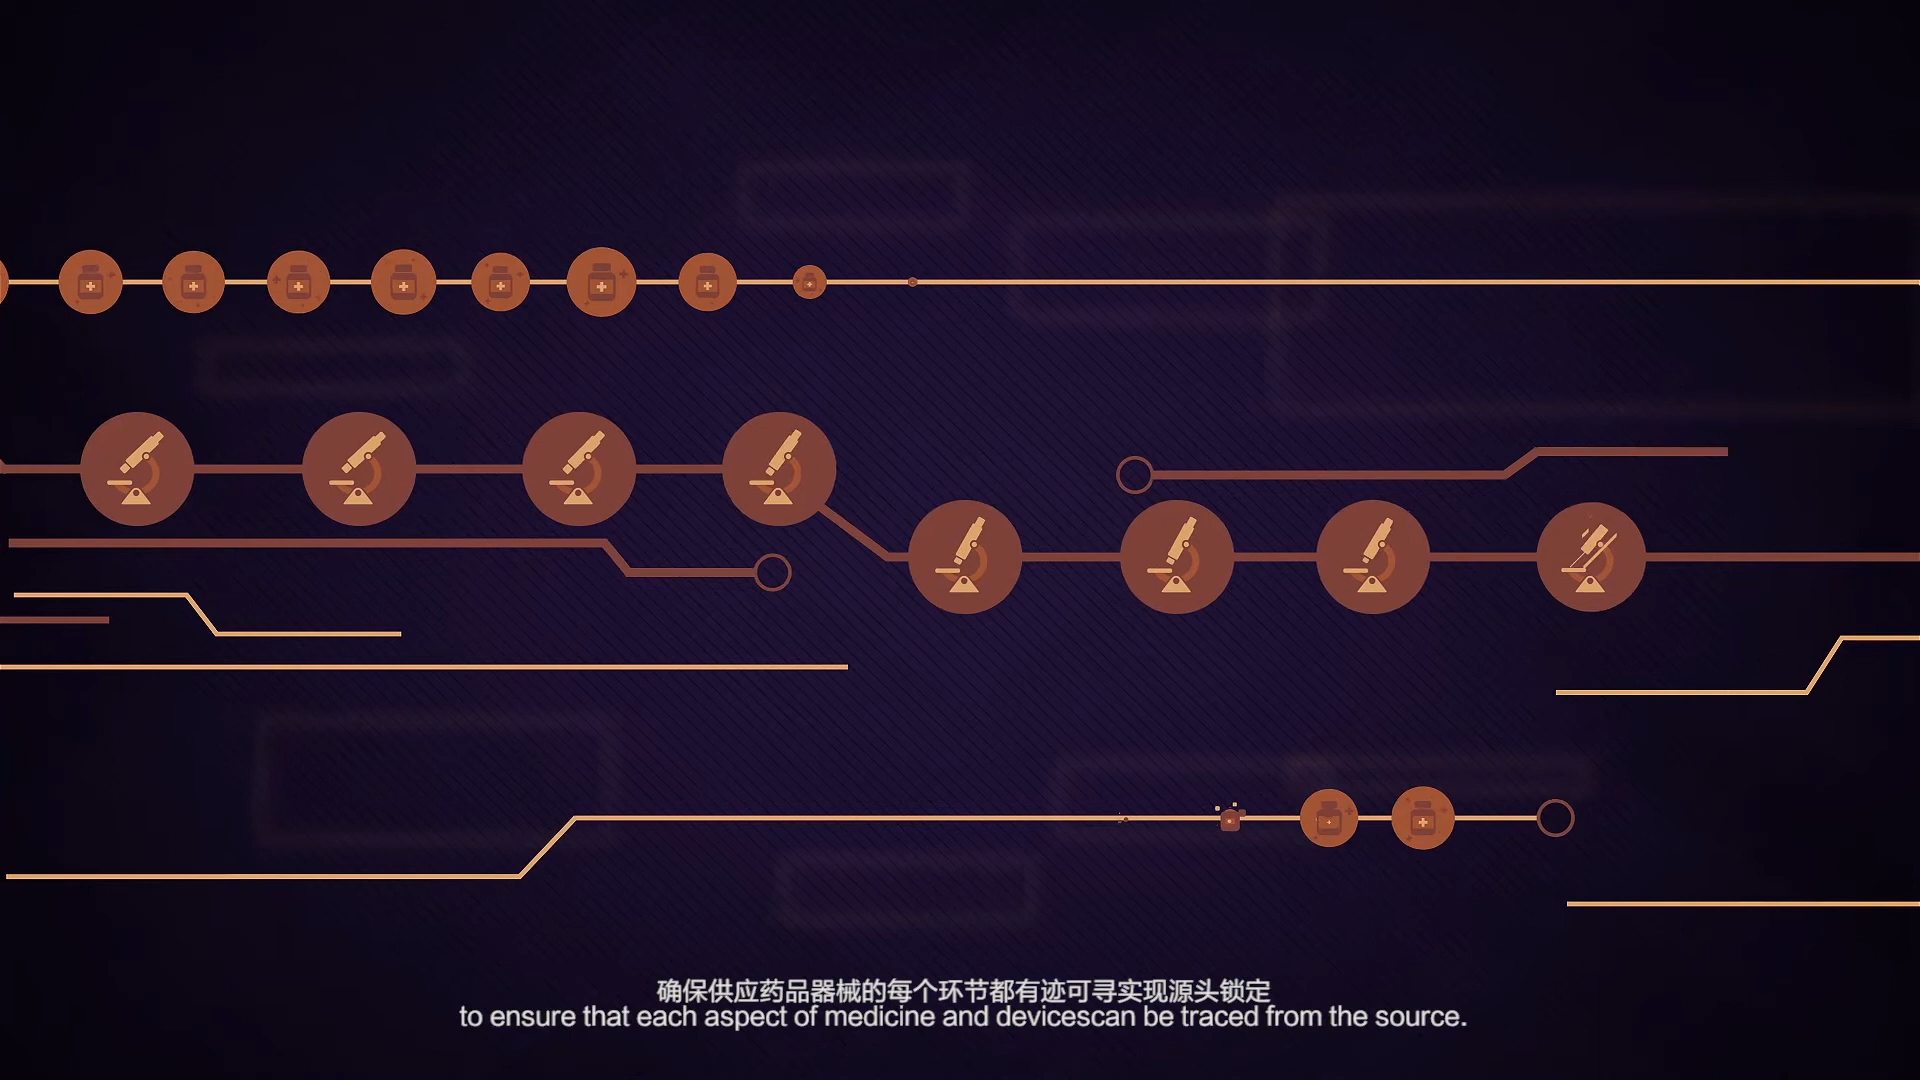 确保供应药品器械的每个环节都有迹可寻实现源头锁定
to ensure that each aspect of medicine and devicescan be traced from the source.